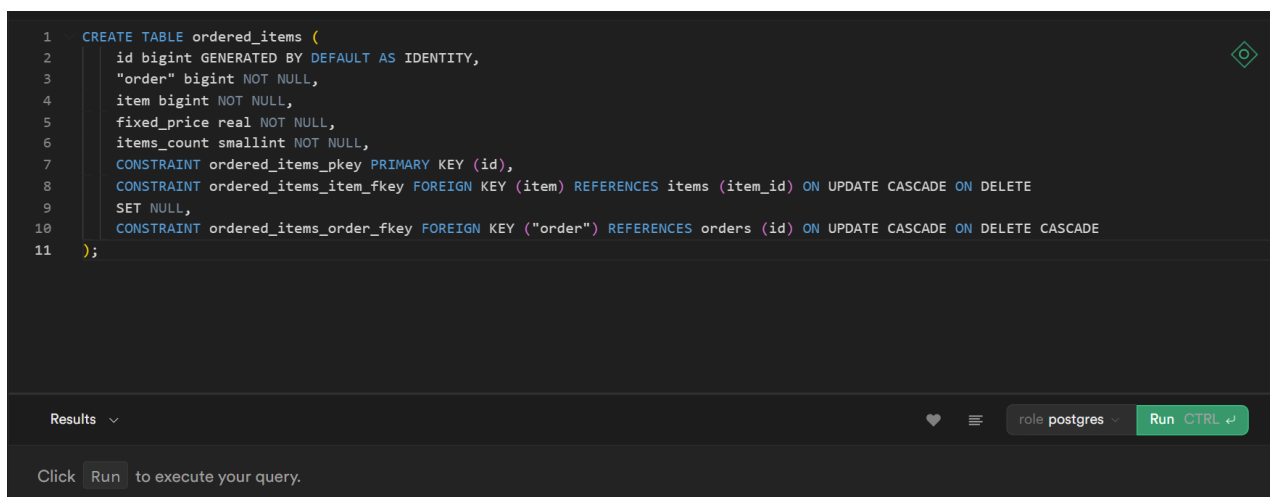 1 CREATE TABLE ordered_items (
2 id bigint GENERATED BY DEFAULT AS IDENTITY,
3 "order" bigint NOT NULL,
4 item bigint NOT NULL,
5 fixed_price real NOT NULL,
6 items_count smallint NOT NULL,
7 CONSTRAINT ordered_items_pkey PRIMARY KEY (id),
8 CONSTRAINT ordered_items_item_fkey FOREIGN KEY (item) REFERENCES items (item_id) ON UPDATE CASCADE ON DELETE
9 SET NULL,
10 CONSTRAINT ordered_items_order_fkey FOREIGN KEY ("order") REFERENCES orders (id) ON UPDATE CASCADE ON DELETE CASCADE
11 );
Results role postgres Run CTRL ↵
Click Run to execute your query.